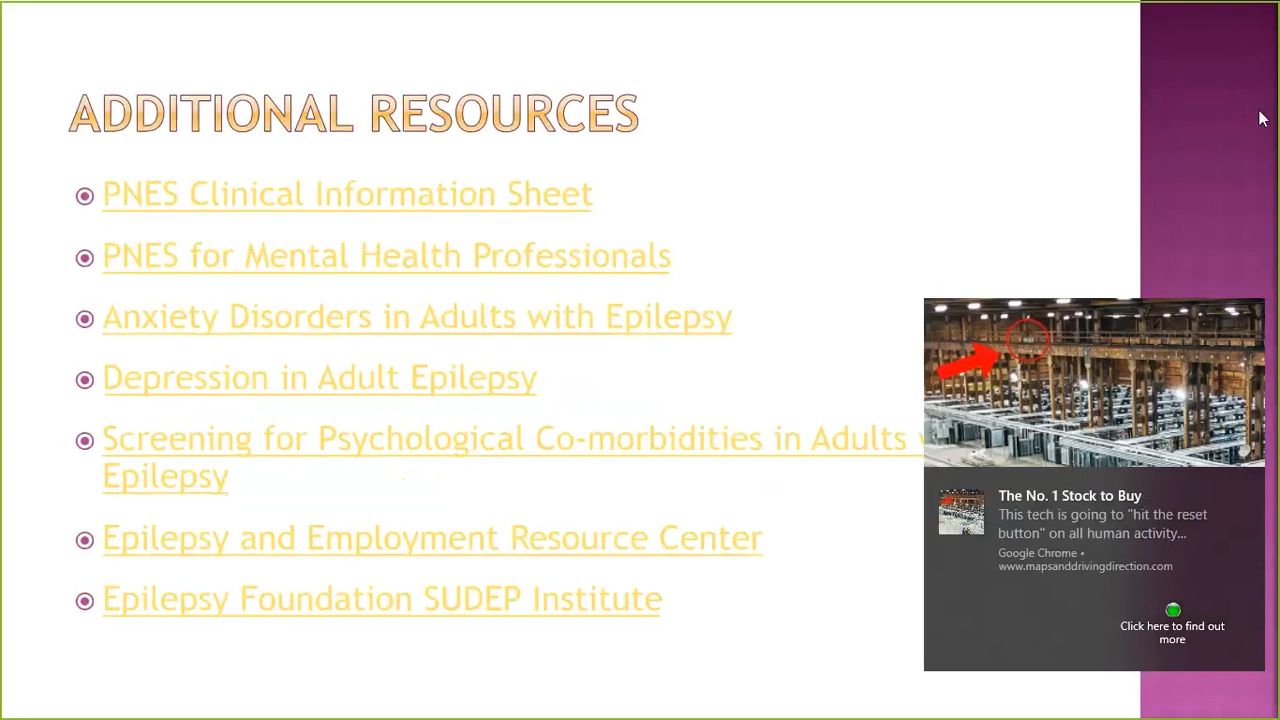 ADDITIONAL RESOURCES
PNES Clinical Information Sheet
PNES for Mental Health Professionals
Anxiety Disorders in Adults with Epilepsy
Depression in Adult Epilepsy
Screening for Psychological Co-morbidities in Adults
Epilepsy
Epilepsy and Employment Resource Center
Epilepsy Foundation SUDEP Institute
The No. 1 Stock to Buy
This tech is going to "hit the reset
button" on all human activity...
Google Chrome •
www.mapsanddrivingdirection.com
Click here to find out
more